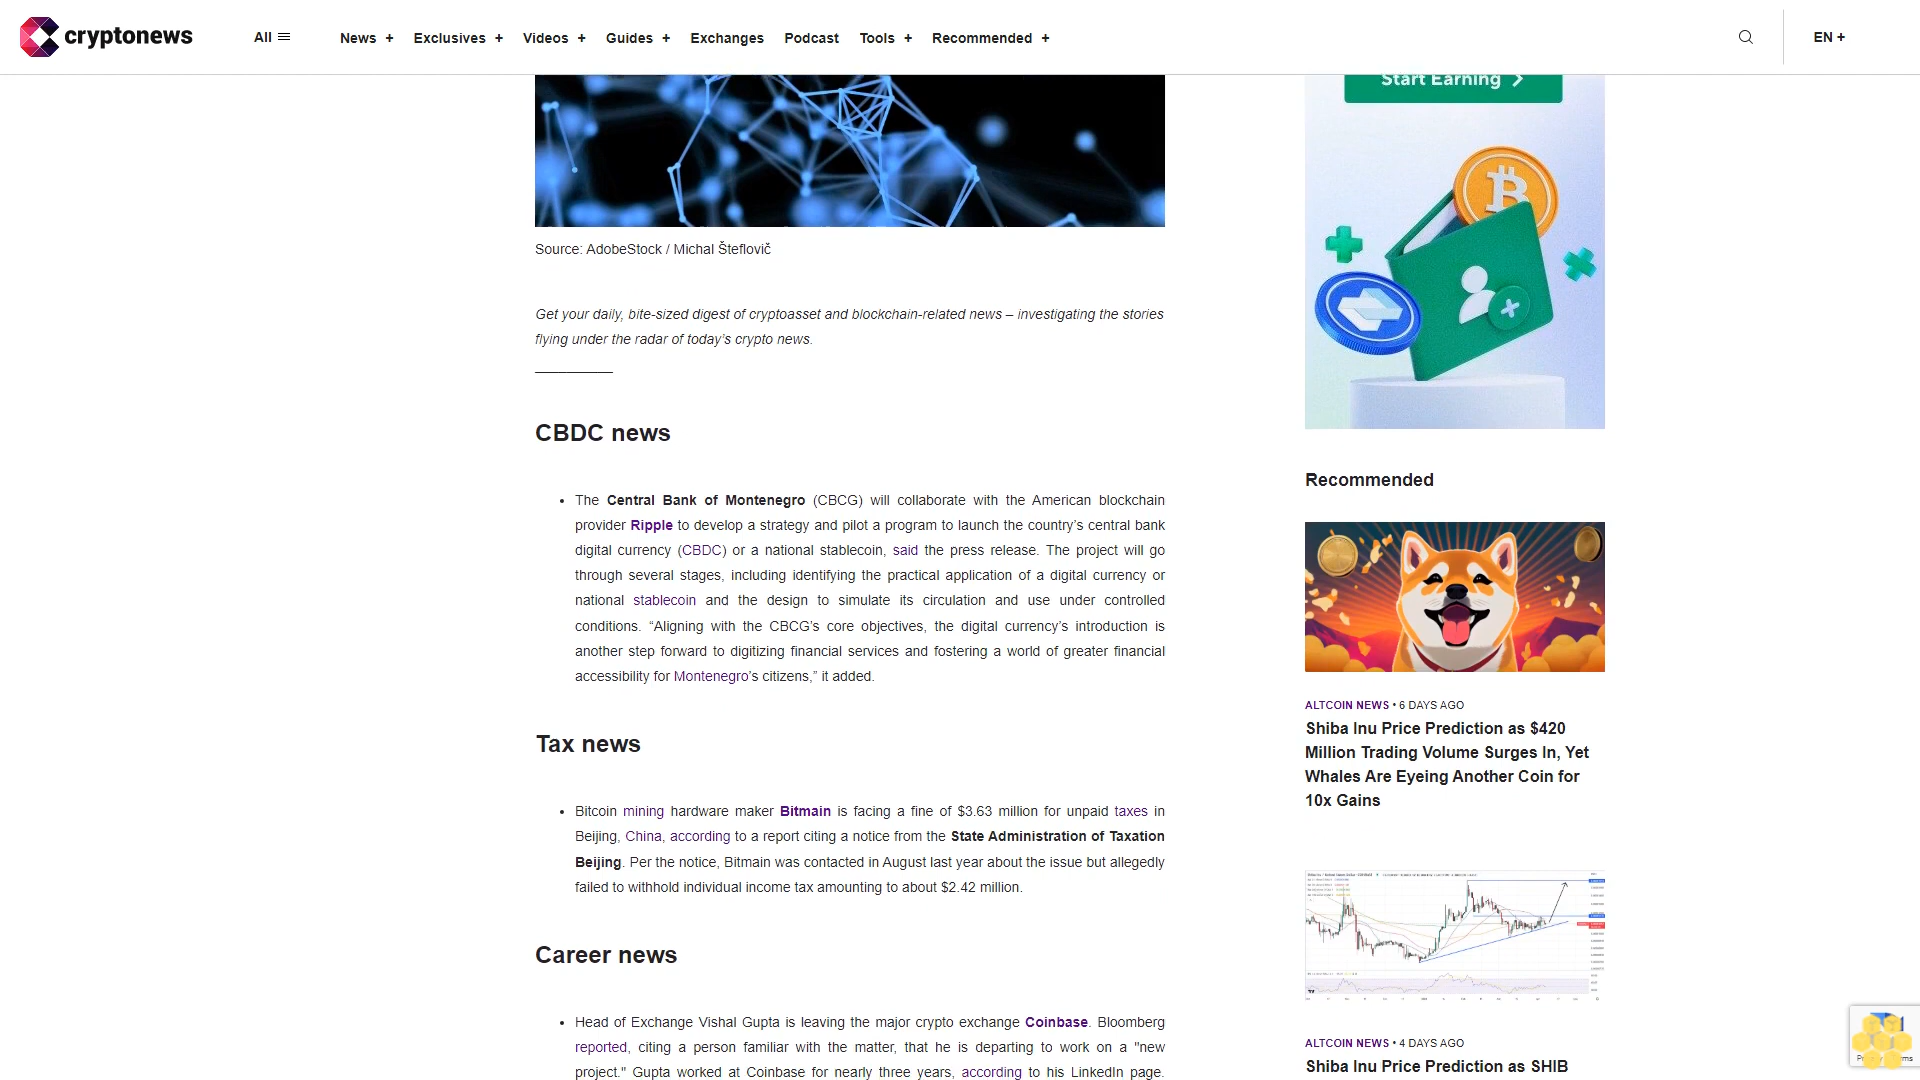 cryptonews
All
News +
Exclusives +
Videos +
Guides +
Exchanges
Podcast
Tools +
Recommended +
EN +
Source: AdobeStock / Michal Šteflovič
Get your daily, bite-sized digest of cryptoasset and blockchain-related news – investigating the stories
flying under the radar of today’s crypto news.
CBDC news
• The Central Bank of Montenegro (CBCG) will collaborate with the American blockchain
provider Ripple to develop a strategy and pilot a program to launch the country’s central bank
digital currency (CBDC) or a national stablecoin, said the press release. The project will go
through several stages, including identifying the practical application of a digital currency or
national stablecoin and the design to simulate its circulation and use under controlled
conditions. “Aligning with the CBCG’s core objectives, the digital currency’s introduction is
another step forward to digitizing financial services and fostering a world of greater financial
accessibility for Montenegro’s citizens,” it added.
Tax news
• Bitcoin mining hardware maker Bitmain is facing a fine of $3.63 million for unpaid taxes in
Beijing, China, according to a report citing a notice from the State Administration of Taxation
Beijing. Per the notice, Bitmain was contacted in August last year about the issue but allegedly
failed to withhold individual income tax amounting to about $2.42 million.
Career news
• Head of Exchange Vishal Gupta is leaving the major crypto exchange Coinbase. Bloomberg
reported, citing a person familiar with the matter, that he is departing to work on a "new
project." Gupta worked at Coinbase for nearly three years, according to his LinkedIn page.
Start Earning
Recommended
ALTCOIN NEWS • 6 DAYS AGO
Shiba Inu Price Prediction as $420
Million Trading Volume Surges In, Yet
Whales Are Eyeing Another Coin for
10x Gains
ALTCOIN NEWS • 4 DAYS AGO
Shiba Inu Price Prediction as SHIB